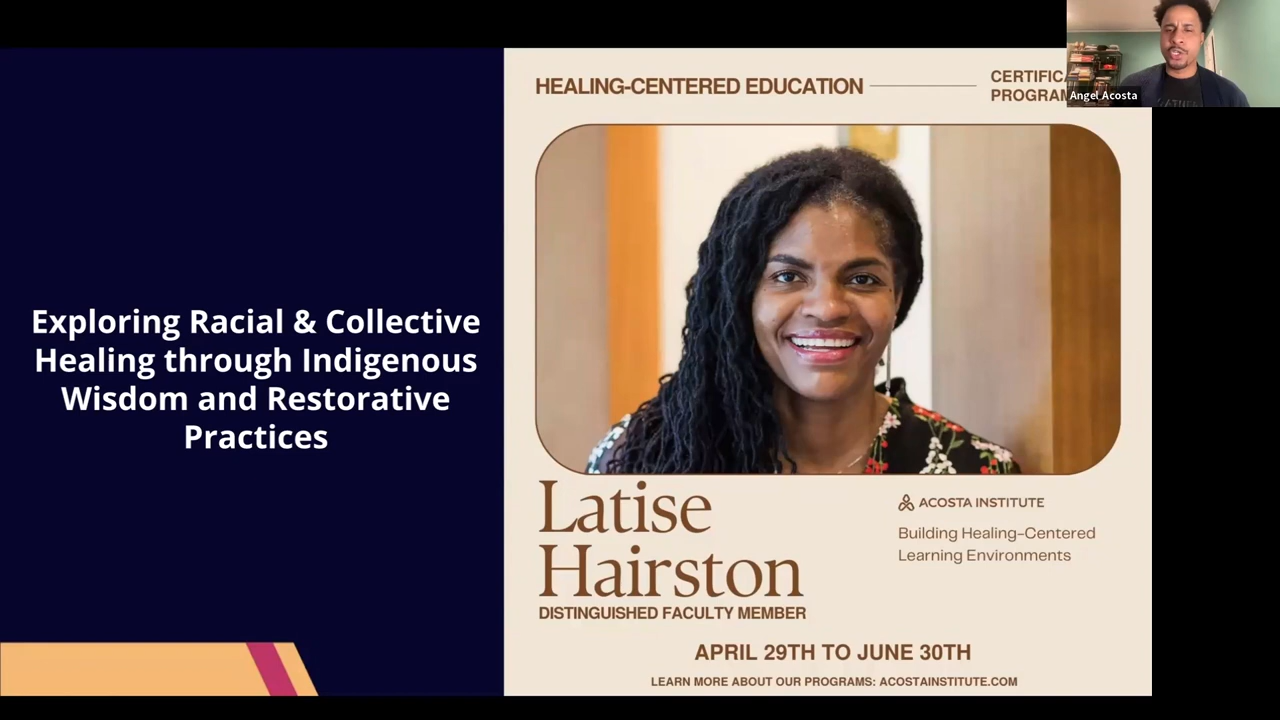 Exploring Racial & Collective
Healing through Indigenous
Wisdom and Restorative
Practices
HEALING-CENTERED EDUCATION
Angel Acosta
Latise
Hairston
DISTINGUISHED FACULTY MEMBER
ACOSTA INSTITUTE
Building Healing-Centered
Learning Environments
APRIL 29TH TO JUNE 30TH
LEARN MORE ABOUT OUR PROGRAMS: ACOSTAINSTITUTE.COM